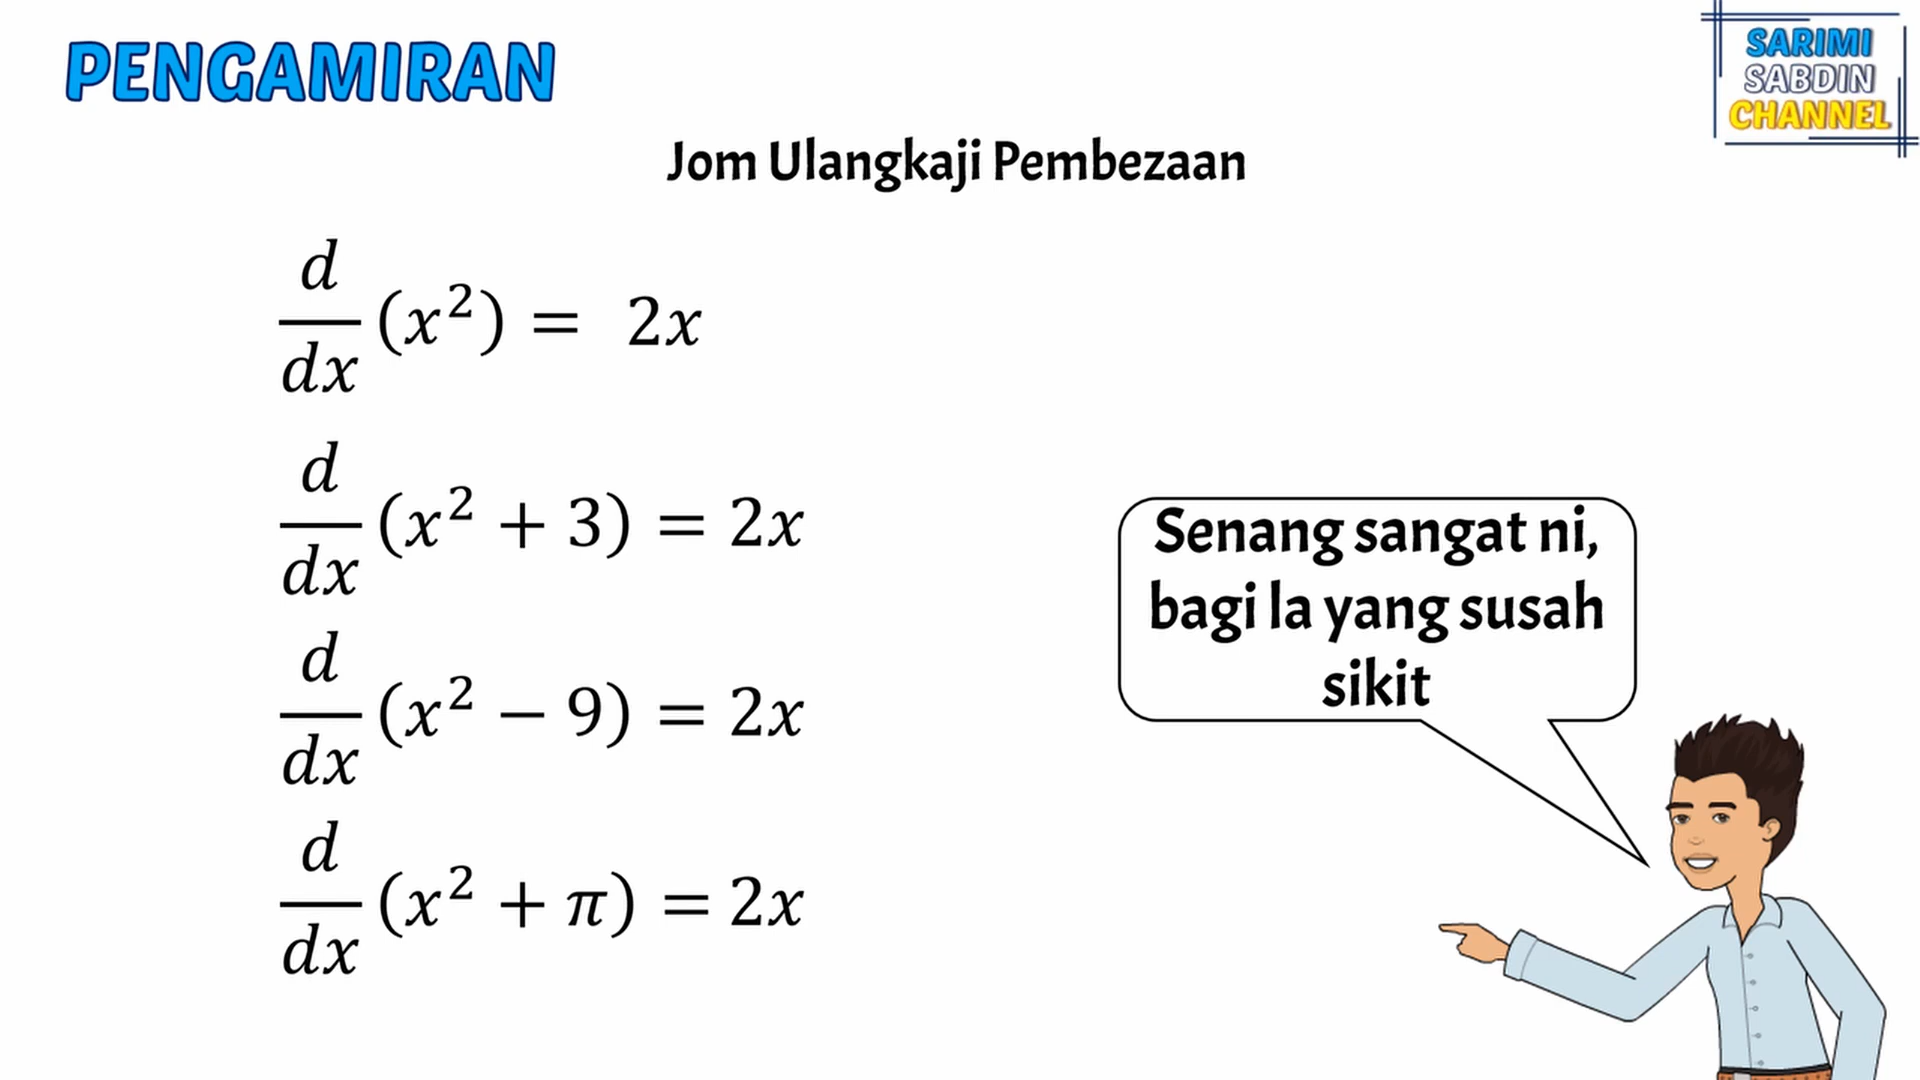 PENGAMIRAN
SARIMI
SABDIN
CHANNEL
Jom Ulangkaji Pembezaan
d/dx (x²) = 2x
d/dx (x² + 3) = 2x
d/dx (x² − 9) = 2x
d/dx (x² + π) = 2x
Senang sangat ni,
bagi la yang susah
sikit